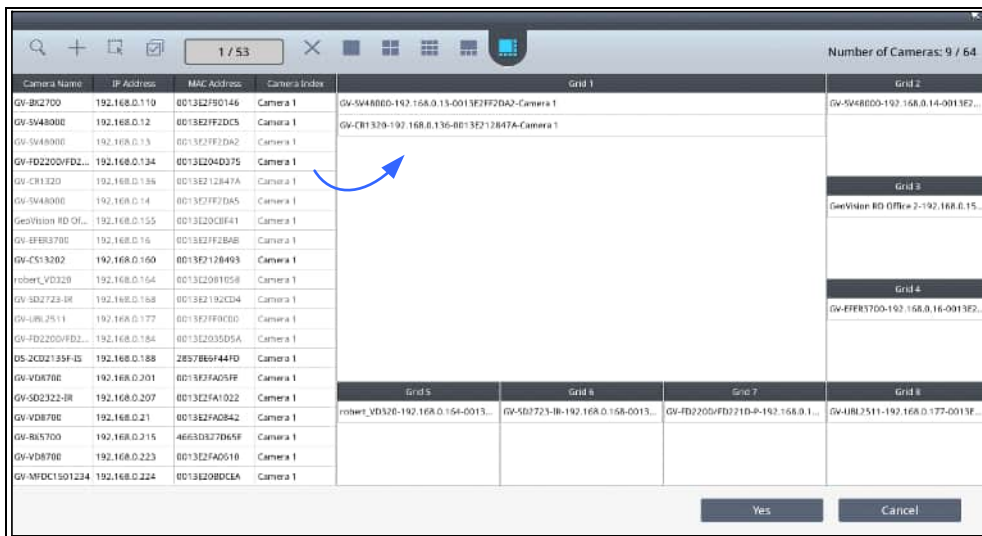 1 / 53
Number of Cameras: 9 / 64
Camera Name IP Address MAC Address Camera Index
GV-BX2700 192.168.0.110 0013E2F90146 Camera 1
GV-SV48000 192.168.0.12 0013E2FF2DC5 Camera 1
GV-SV48000 192.168.0.13 0013E2FF2DA2 Camera 1
GV-FD2200/FD2... 192.168.0.134 0013E204D375 Camera 1
GV-CR1320 192.168.0.136 0013E212847A Camera 1
GV-SV48000 192.168.0.14 0013E2FF2DA5 Camera 1
GeoVision RD Of... 192.168.0.155 0013E20C8F41 Camera 1
GV-EFER3700 192.168.0.16 0013E2FF2BAB Camera 1
GV-CS13202 192.168.0.160 0013E2128493 Camera 1
robert_VD320 192.168.0.164 0013E2081058 Camera 1
GV-SD2723-IR 192.168.0.168 0013E2192CD4 Camera 1
GV-UBL2511 192.168.0.177 0013E2FF0C00 Camera 1
GV-FD2200/FD2... 192.168.0.184 0013E2035D5A Camera 1
DS-2CD2135F-IS 192.168.0.188 2857BE6F44FD Camera 1
GV-VD8700 192.168.0.201 0013E2FA05FE Camera 1
GV-SD2322-IR 192.168.0.207 0013E2FA1022 Camera 1
GV-VD8700 192.168.0.21 0013E2FA0842 Camera 1
GV-BX5700 192.168.0.215 4663D327D65F Camera 1
GV-VD8700 192.168.0.223 0013E2FA0610 Camera 1
GV-MFDC1501234 192.168.0.224 0013E20BDCEA Camera 1
Grid 1
GV-SV48000-192.168.0.13-0013E2FF2DA2-Camera 1
GV-CR1320-192.168.0.136-0013E212847A-Camera 1
Grid 2
GV-SV48000-192.168.0.14-0013E2...
Grid 3
GeoVision RD Office 2-192.168.0.15...
Grid 4
GV-EFER3700-192.168.0.16-0013E2...
Grid 5 Grid 6 Grid 7 Grid 8
robert_VD320-192.168.0.164-0013... GV-SD2723-IR-192.168.0.168-0013... GV-FD2200/FD2210-P-192.168.0.1... GV-UBL2511-192.168.0.177-0013E...
Yes Cancel